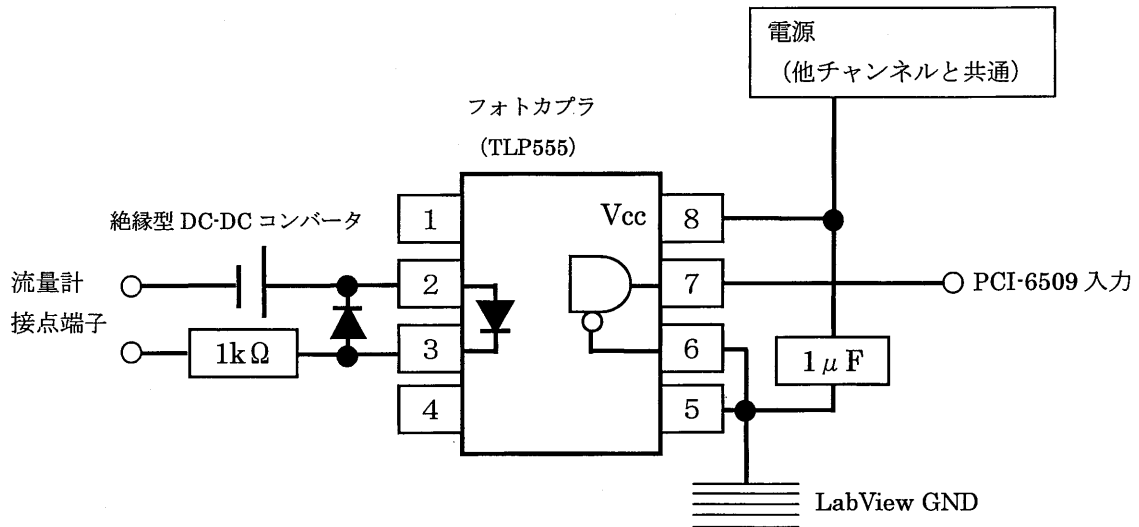 電源
(他チャンネルと共通)
フォトカプラ
(TLP555)
絶縁型 DC-DC コンバータ
流量計
接点端子
1kΩ
1
2
3
4
Vcc
8
7
6
5
PCI-6509 入力
1μF
LabView GND